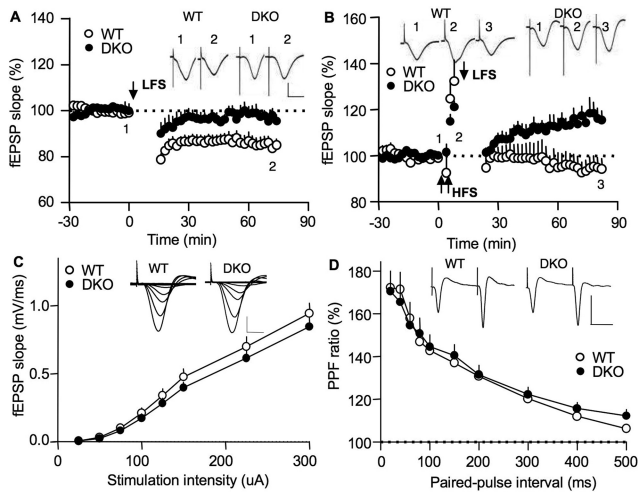 A
WT
DKO
WT
DKO
1
2
1
2
LFS
fEPSP slope (%)
140
120
100
80
60
1
2
-30
0
30
60
90
Time (min)
B
WT
DKO
1
2
3
1
2
3
WT
DKO
LFS
fEPSP slope (%)
160
140
120
100
80
1
2
3
HFS
-30
0
30
60
90
Time (min)
C
WT
DKO
WT
DKO
fEPSP slope (mV/ms)
1.0
0.5
0.0
0
100
200
300
Stimulation intensity (uA)
D
WT
DKO
WT
DKO
PPF ratio (%)
180
160
140
120
100
0
100
200
300
400
500
Paired-pulse interval (ms)